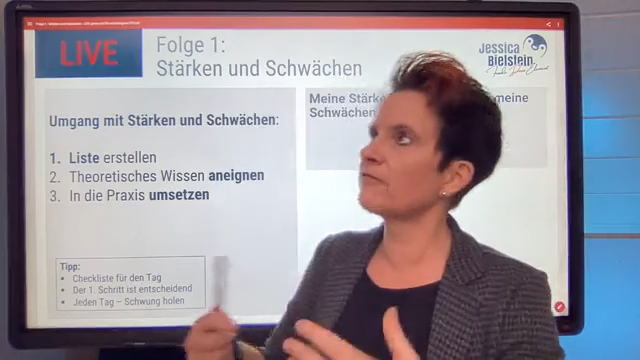 LIVE
Folge 1:
Stärken und Schwächen
Jessica
Bielstein
Umgang mit Stärken und Schwächen:
1. Liste erstellen
2. Theoretisches Wissen aneignen
3. In die Praxis umsetzen
Meine Stärke meine
Schwächen
Tipp:
• Checkliste für den Tag
• Der 1. Schritt ist entscheidend
• Jeden Tag – Schwung holen